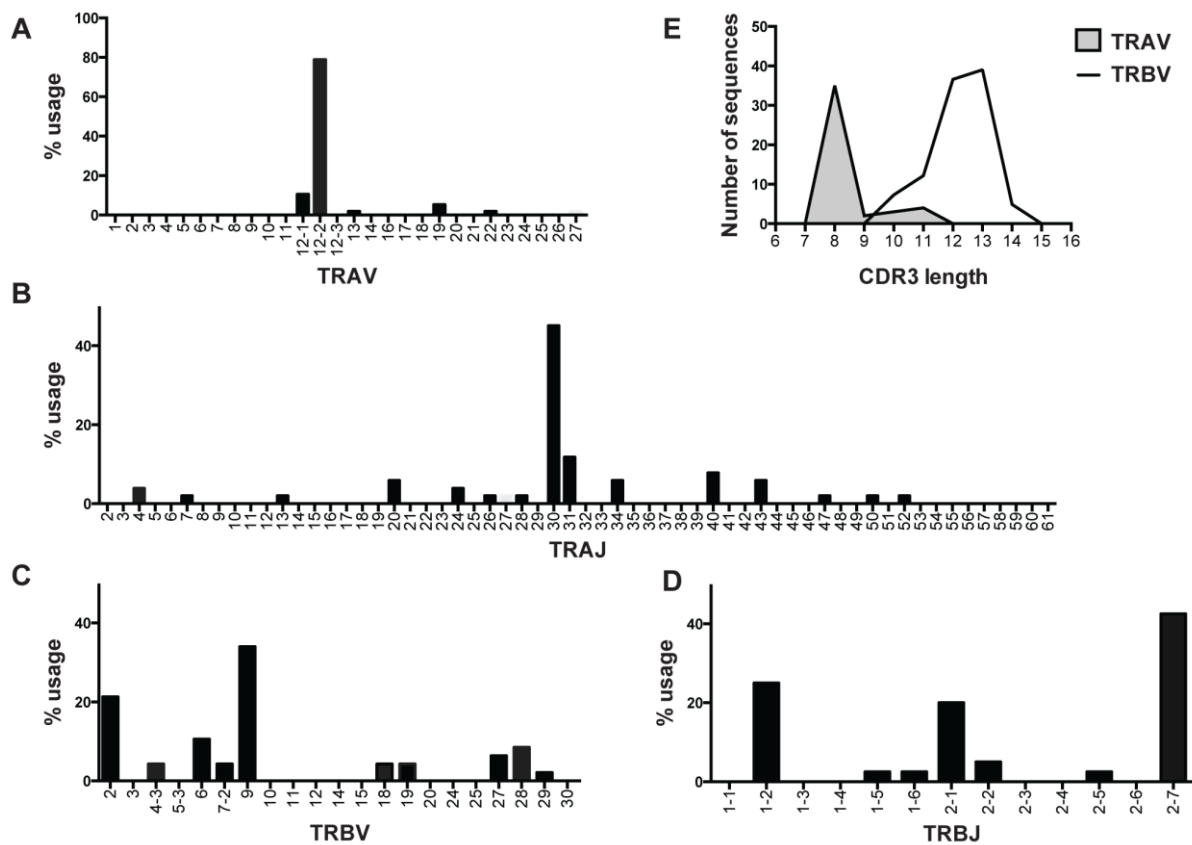 A
100
80
60
40
20
0
% usage
1 2 3 4 5 6 7 8 9 10 11 12-1 12-2 12-3 13 14 16 17 18 19 20 21 22 23 24 25 26 27
TRAV
E
50
40
30
20
10
0
Number of sequences
6 7 8 9 10 11 12 13 14 15 16
CDR3 length
TRAV
TRBV
B
40
20
0
% usage
2 3 4 5 6 7 8 9 10 11 12 13 14 15 16 17 18 19 20 21 22 23 24 25 26 27 28 29 30 31 32 33 34 35 36 37 38 39 40 41 42 43 44 45 46 47 48 49 50 51 52 53 54 55 56 57 58 59 60 61
TRAJ
C
40
20
0
% usage
2 3 4-3 5-3 6 7-2 9 10 11 12 14 15 18 19 20 24 25 27 28 29 30
TRBV
D
40
20
0
% usage
1-1 1-2 1-3 1-4 1-5 1-6 2-1 2-2 2-3 2-4 2-5 2-6 2-7
TRBJ